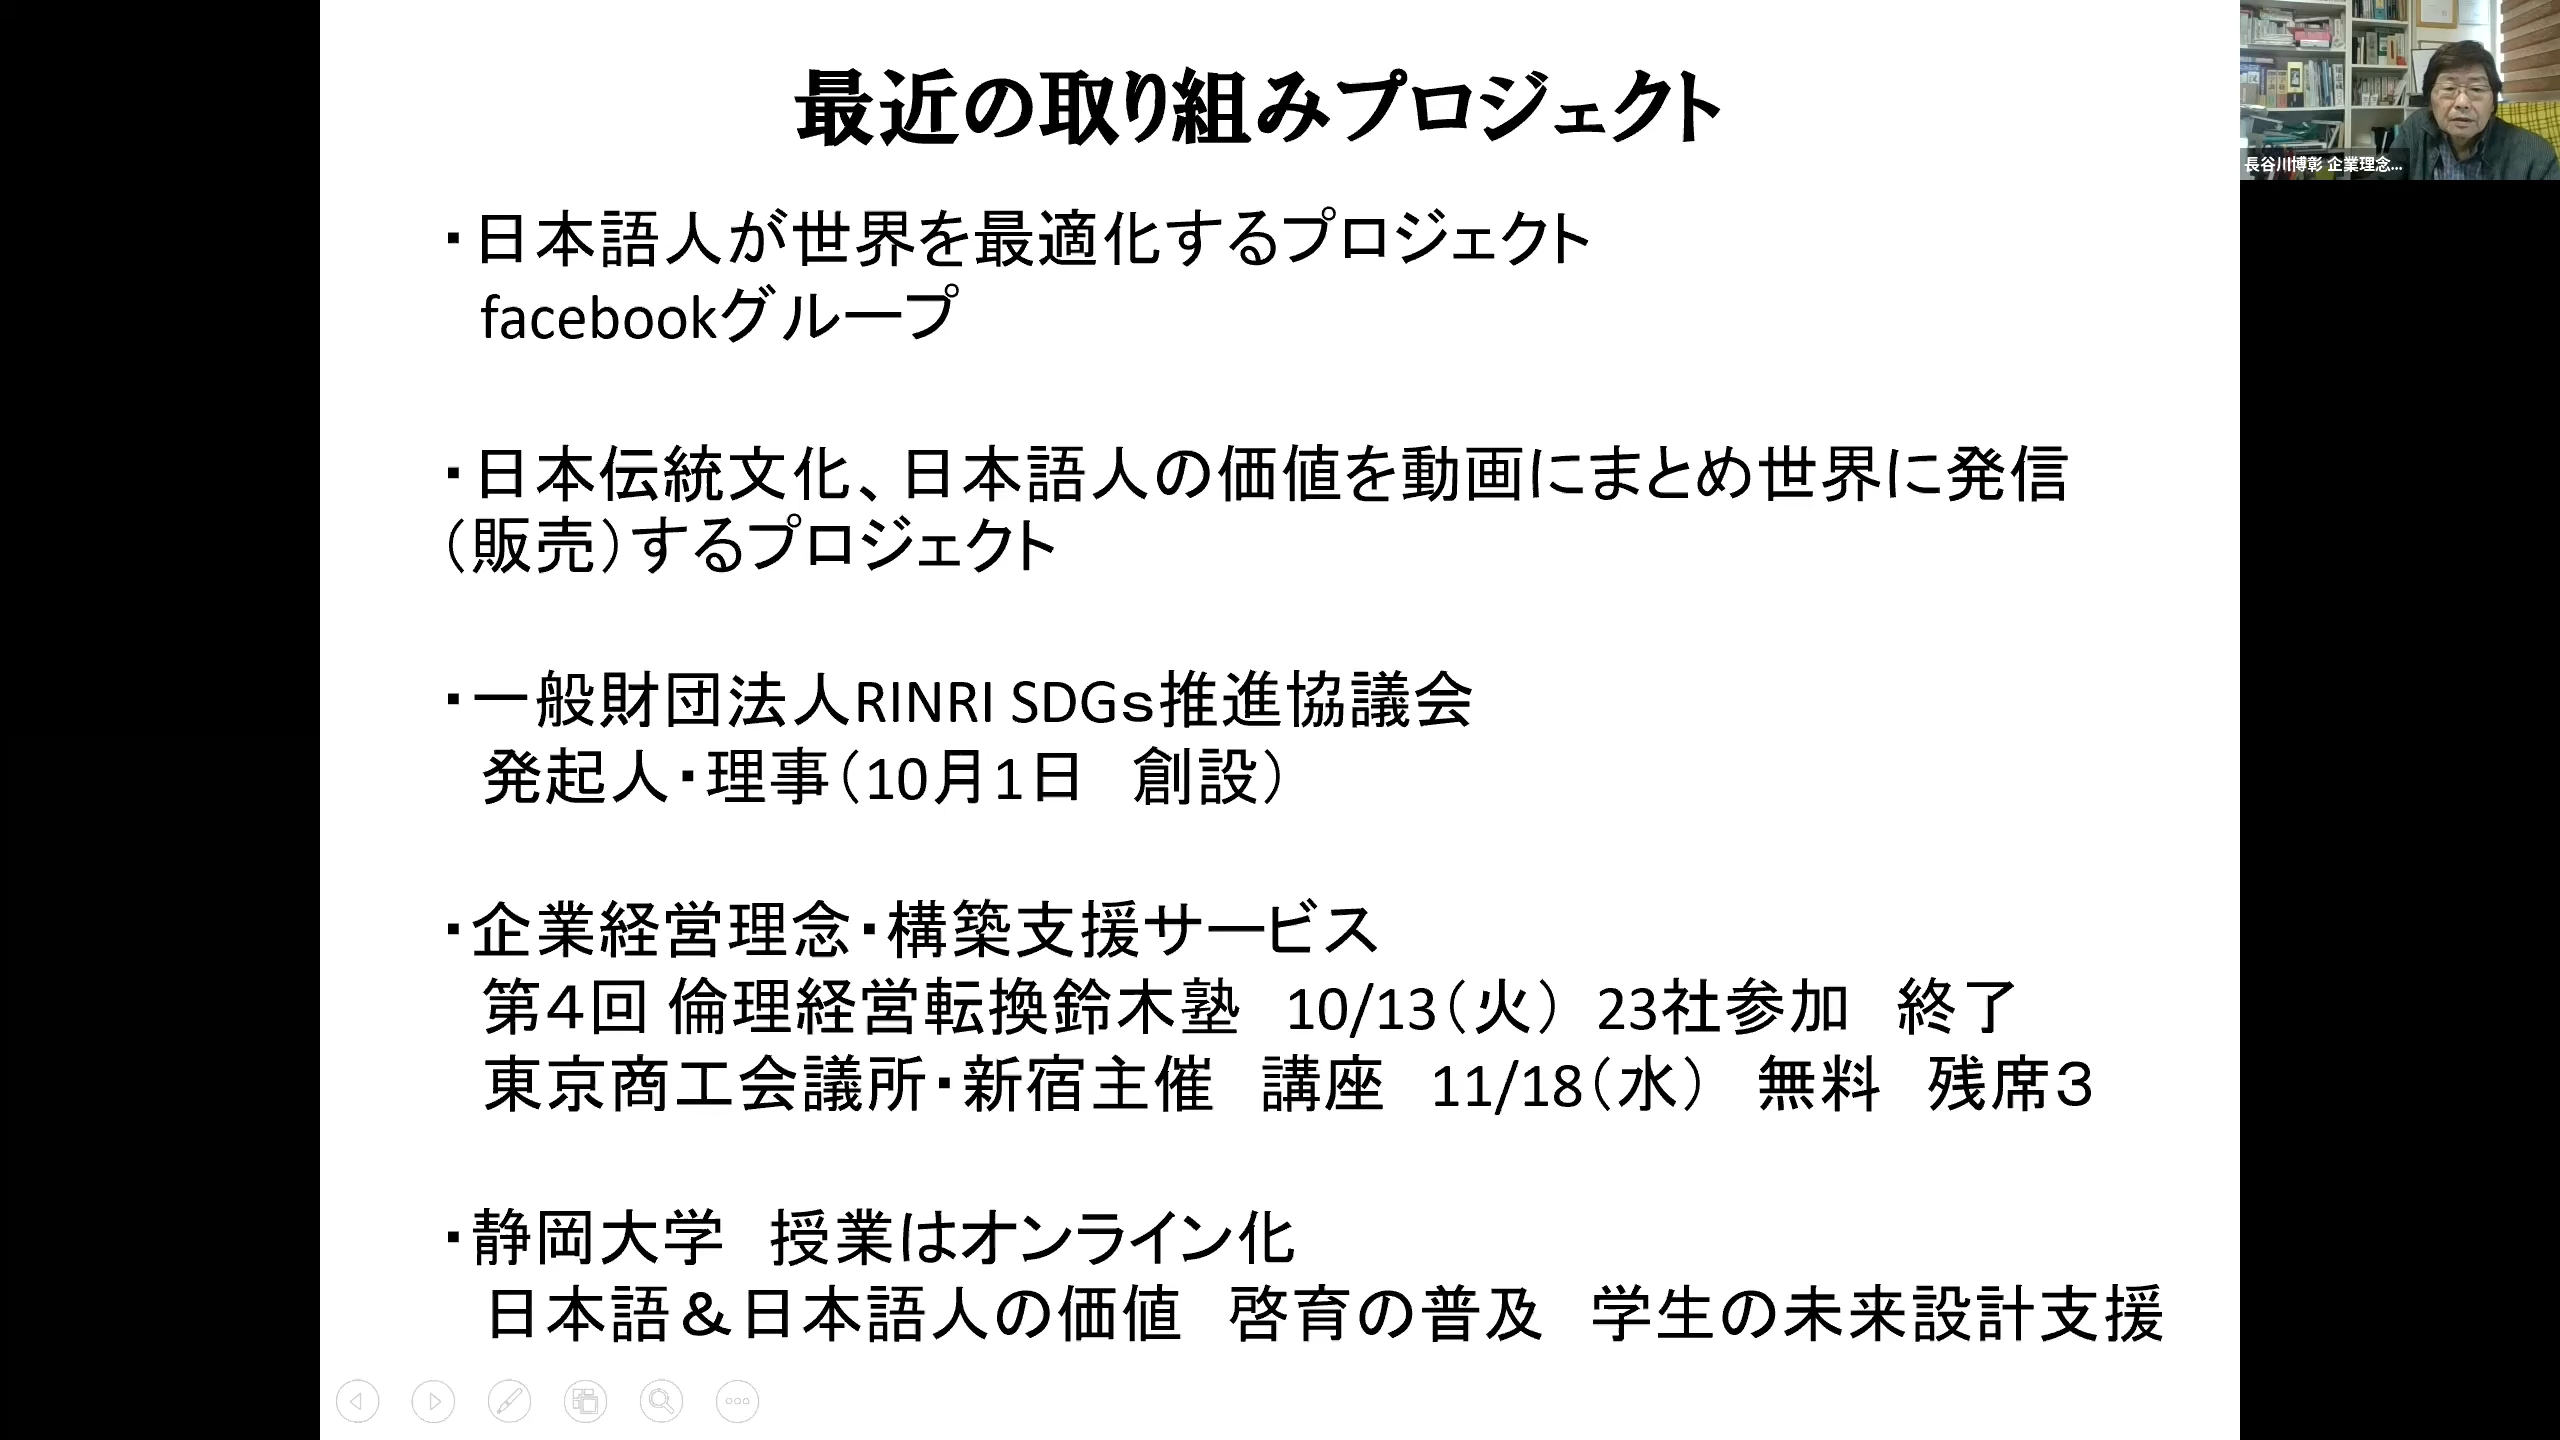 最近の取り組みプロジェクト
・日本語人が世界を最適化するプロジェクト
facebookグループ
・日本伝統文化、日本語人の価値を動画にまとめ世界に発信
（販売）するプロジェクト
・一般財団法人RINRI SDGｓ推進協議会
発起人・理事（10月1日　創設）
・企業経営理念・構築支援サービス
第４回 倫理経営転換鈴木塾　10/13（火）　23社参加　終了
東京商工会議所・新宿主催　講座　11/18（水）　無料　残席３
・静岡大学　授業はオンライン化
日本語＆日本語人の価値　啓育の普及　学生の未来設計支援
長谷川博彰 企業理念...